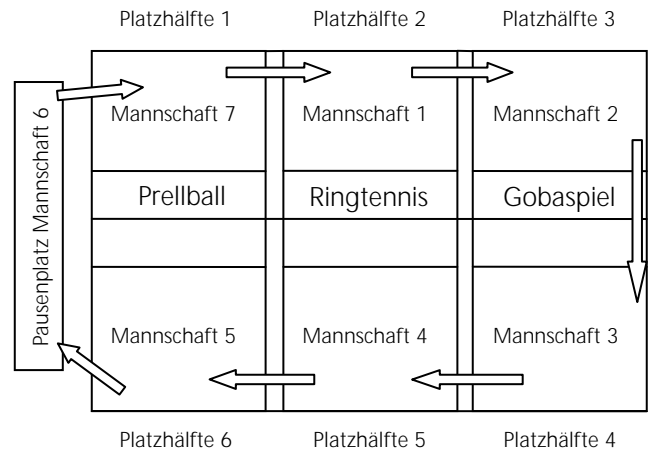 Platzhälfte 1
Platzhälfte 2
Platzhälfte 3
Pausenplatz Mannschaft 6
Mannschaft 7
Mannschaft 1
Mannschaft 2
Prellball
Ringtennis
Gobaspiel
Mannschaft 5
Mannschaft 4
Mannschaft 3
Platzhälfte 6
Platzhälfte 5
Platzhälfte 4